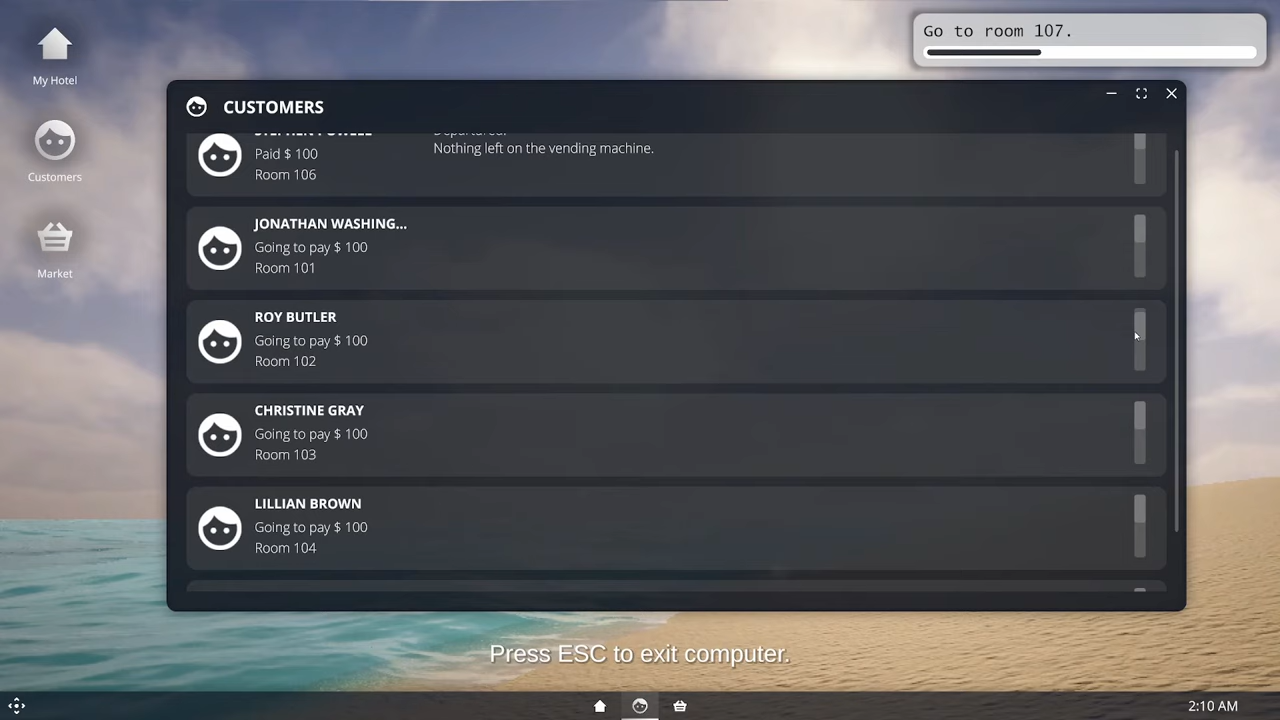 Go to room 107.
My Hotel
CUSTOMERS
Nothing left on the vending machine.
Paid $ 100
Room 106
Customers
JONATHAN WASHING...
Going to pay $ 100
Room 101
Market
ROY BUTLER
Going to pay $ 100
Room 102
CHRISTINE GRAY
Going to pay $ 100
Room 103
LILLIAN BROWN
Going to pay $ 100
Room 104
Press ESC to exit computer.
2:10 AM